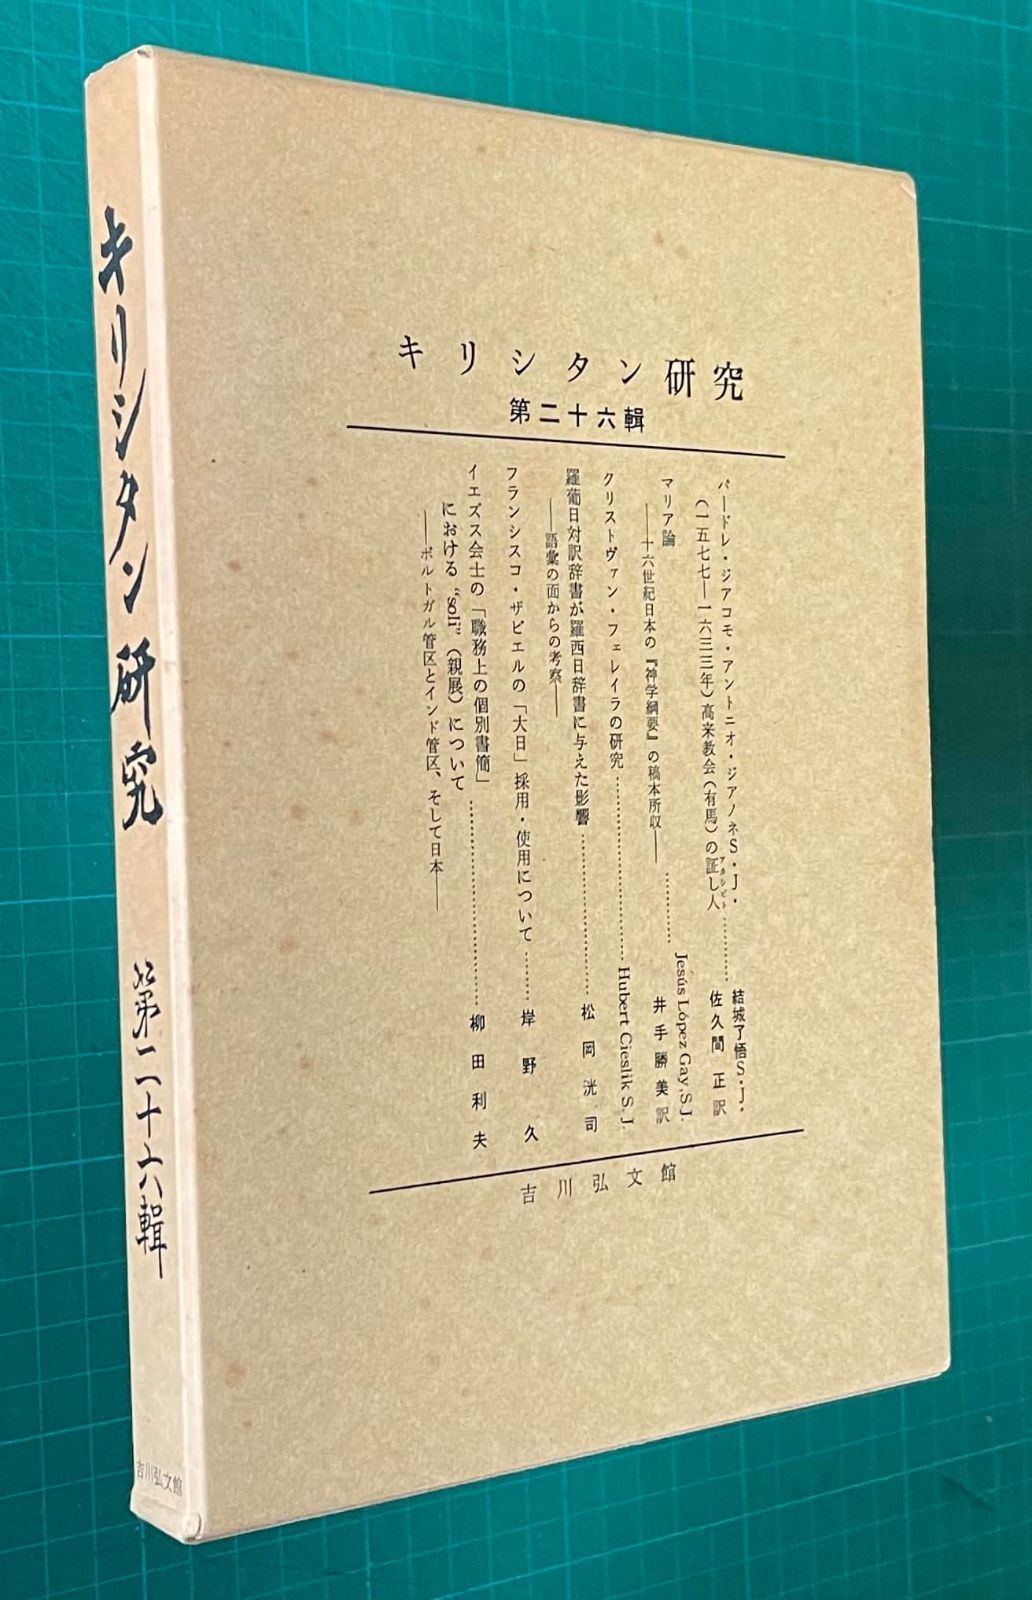 キリシタン研究
第二十六輯
パードレ・ジアコモ・アントニオ・ジアノネS・J・
(一五七七―一六三三年)高来教会(有馬)の証し人
アカシビト
結城了悟S・J・
佐久間 正 訳
マリア論
――十六世紀日本の『神学綱要』の稿本所収――
Jesús López Gay,S.J.
井手勝美 訳
クリストヴァン・フェレイラの研究
Hubert Cieslik S. J.
羅葡日対訳辞書が羅西日辞書に与えた影響
――語彙の面からの考察――
松岡洸司
フランシスコ・ザビエルの「大日」採用・使用について
岸野久
イエズス会士の「職務上の個別書簡」
における“soli”(親展)について
――ポルトガル管区とインド管区、そして日本――
柳田利夫
吉川弘文館
キリシタン研究 第二十六輯
吉川弘文館